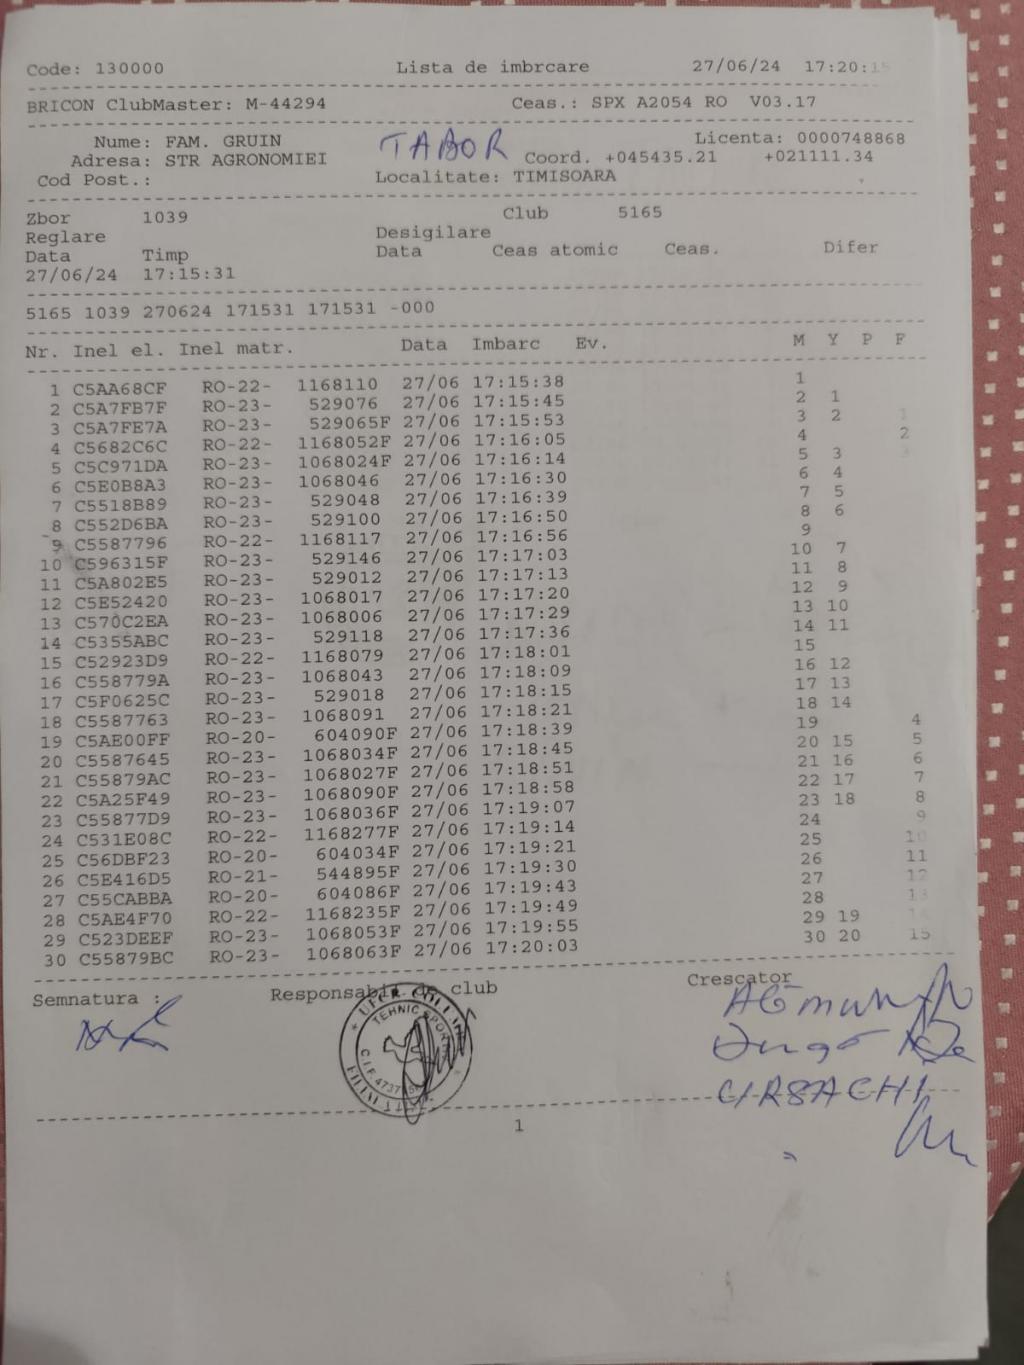 Code: 130000 Lista de imbrcare 27/06/24 17:20:15
BRICON ClubMaster: M-44294 Ceas.: SPX A2054 RO V03.17
Nume: FAM. GRUIN TABOR Licenta: 0000748868
Adresa: STR AGRONOMIEI Coord. +045435.21 +021111.34
Cod Post.: Localitate: TIMISOARA
Zbor 1039 Club 5165
Reglare Desigilare
Data Timp Data Ceas atomic Ceas. Difer
27/06/24 17:15:31
5165 1039 270624 171531 171531 -000
Nr. Inel el. Inel matr. Data Imbarc Ev. M Y P F
1 C5AA68CF RO-22- 1168110 27/06 17:15:38 1
2 C5A7FB7F RO-23- 529076 27/06 17:15:45 2 1
3 C5A7FE7A RO-23- 529065F 27/06 17:15:53 3 2 1
4 C5682C6C RO-22- 1168052F 27/06 17:16:05 4 2
5 C5C971DA RO-23- 1068024F 27/06 17:16:14 5 3 3
6 C5E0B8A3 RO-23- 1068046 27/06 17:16:30 6 4
7 C5518B89 RO-23- 529048 27/06 17:16:39 7 5
8 C552D6BA RO-23- 529100 27/06 17:16:50 8 6
9 C5587796 RO-22- 1168117 27/06 17:16:56 9
10 C596315F RO-23- 529146 27/06 17:17:03 10 7
11 C5A802E5 RO-23- 529012 27/06 17:17:13 11 8
12 C5E52420 RO-23- 1068017 27/06 17:17:20 12 9
13 C570C2EA RO-23- 1068006 27/06 17:17:29 13 10
14 C5355ABC RO-23- 529118 27/06 17:17:36 14 11
15 C52923D9 RO-22- 1168079 27/06 17:18:01 15
16 C558779A RO-23- 1068043 27/06 17:18:09 16 12
17 C5F0625C RO-23- 529018 27/06 17:18:15 17 13
18 C5587763 RO-23- 1068091 27/06 17:18:21 18 14
19 C5AE00FF RO-20- 604090F 27/06 17:18:39 19 4
20 C5587645 RO-23- 1068034F 27/06 17:18:45 20 15 5
21 C55879AC RO-23- 1068027F 27/06 17:18:51 21 16 6
22 C5A25F49 RO-23- 1068090F 27/06 17:18:58 22 17 7
23 C55877D9 RO-23- 1068036F 27/06 17:19:07 23 18 8
24 C531E08C RO-22- 1168277F 27/06 17:19:14 24 9
25 C56DBF23 RO-20- 604034F 27/06 17:19:21 25 10
26 C5E416D5 RO-21- 544895F 27/06 17:19:30 26 11
27 C55CABBA RO-20- 604086F 27/06 17:19:43 27 12
28 C5AE4F70 RO-22- 1168235F 27/06 17:19:49 28 13
29 C523DEEF RO-23- 1068053F 27/06 17:19:55 29 19 14
30 C55879BC RO-23- 1068063F 27/06 17:20:03 30 20 15
Semnatura : Responsabil de club Crescator
TEHNIC SPORTIV
C.I.F.
URSACHI
1